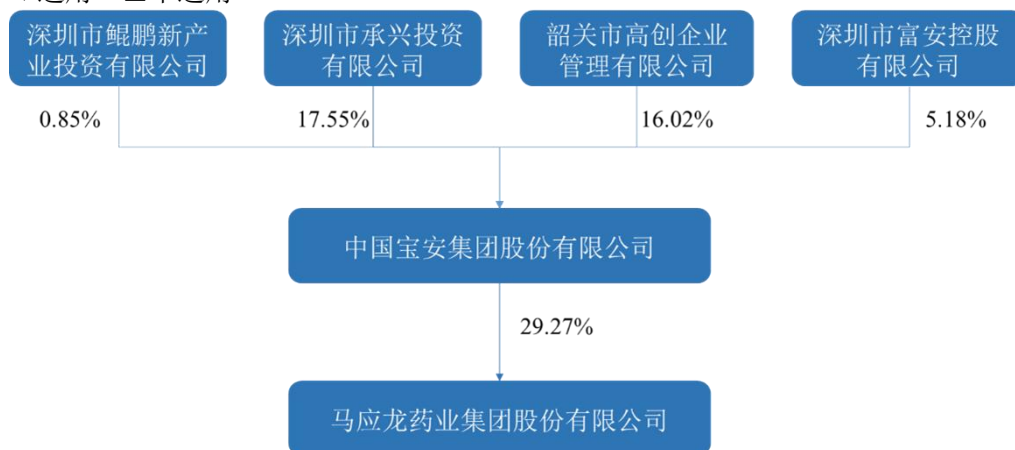 深圳市鲲鹏新产
业投资有限公司
深圳市承兴投资
有限公司
韶关市高创企业
管理有限公司
深圳市富安控股
有限公司
0.85%
17.55%
16.02%
5.18%
中国宝安集团股份有限公司
29.27%
马应龙药业集团股份有限公司